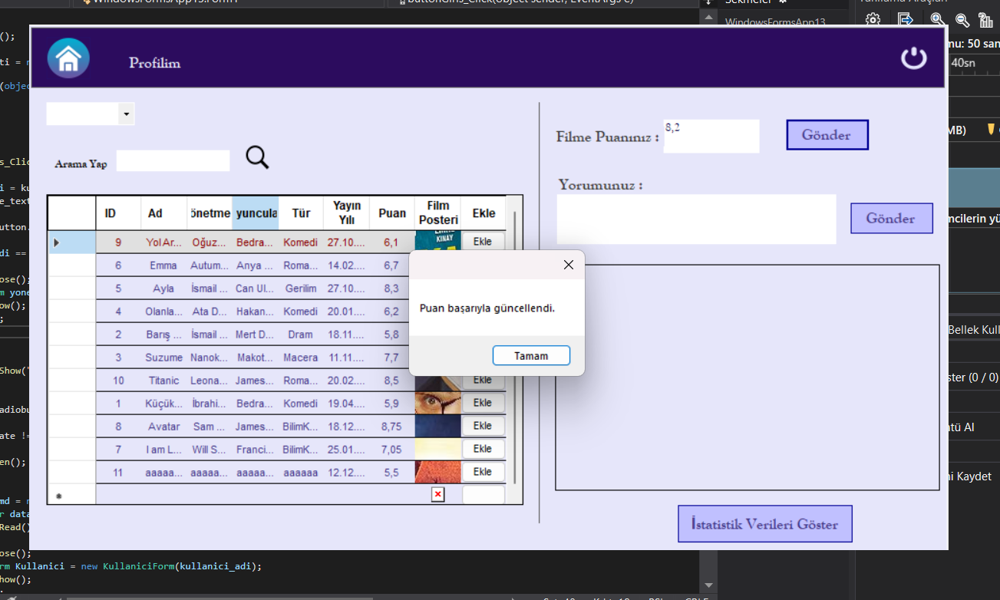 WindowsFormsApp13.Form1
buttonGiris_Click(object sender, EventArgs e)
Sekmeler
WindowsFormsApp13
Profilim
mu: 50 san
40sn
Filme Puanınız :
8,2
Gönder
Arama Yap
Yorumunuz :
Gönder
ID Ad önetme yuncula Tür Yayın Yılı Puan Film Posteri Ekle
9 Yol Ar... Oğuz... Bedra... Komedi 27.10.... 6,1 KINAY Ekle
6 Emma Autum... Anya ... Roma... 14.02.... 6,7
5 Ayla İsmail ... Can Ul... Gerilim 27.10.... 8,3
4 Olanla... Ata D... Hakan... Komedi 20.01.... 6,2
2 Barış ... İsmail ... Mert D... Dram 18.11.... 5,8
3 Suzume Nanok... Makot... Macera 11.11.... 7,7
10 Titanic Leona... James... Roma... 20.02.... 8,5 Ekle
1 Küçük... İbrahi... Bedra... Komedi 19.04.... 5,9 Ekle
8 Avatar Sam ... James... BilimK... 18.12.... 8,75 Ekle
7 I am L... Will S... Franci... BilimK... 25.01.... 7,05 Ekle
11 aaaaa... aaaaa... aaaaa... aaaaaa 12.12.... 5,5 Ekle
Puan başarıyla güncellendi.
Tamam
İstatistik Verileri Göster
();
ti =
(objec
s_Clic
i = ku
e_text
utton.
di ==
ose();
m yone
ow();
;
Show("
adiobu
ate !=
en();
md =
r data
Read()
ose();
rm Kullanici = new KullaniciForm(kullanici_adi);
how();
MB)
mcilerin yü
Bellek Kull
ster (0 / 0)
ntü Al
ni Kaydet